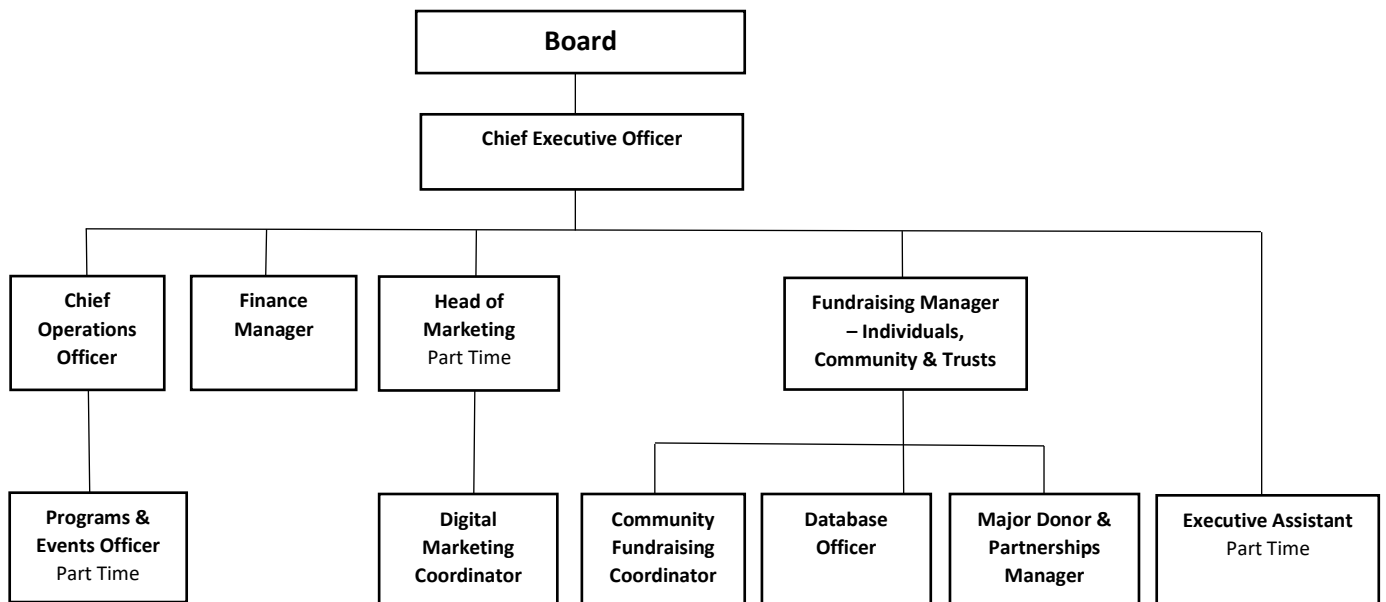 Board
Chief Executive Officer
Chief
Operations
Officer
Finance
Manager
Head of
Marketing
Part Time
Fundraising Manager
– Individuals,
Community & Trusts
Programs &
Events Officer
Part Time
Digital
Marketing
Coordinator
Community
Fundraising
Coordinator
Database
Officer
Major Donor &
Partnerships
Manager
Executive Assistant
Part Time